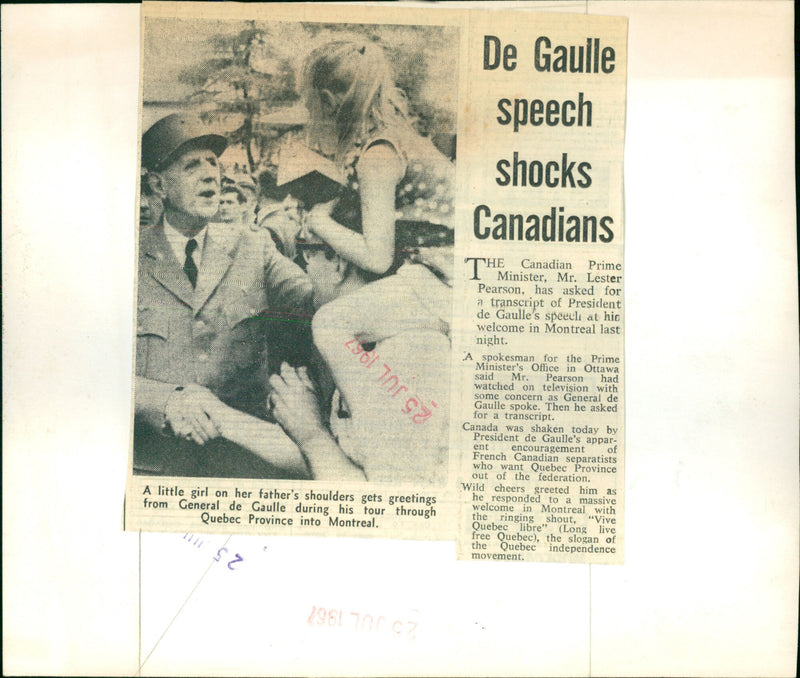 De Gaulle
speech
shocks
Canadians
THE Canadian Prime
Minister, Mr. Lester
Pearson, has asked for
a transcript of President
de Gaulle's speech at his
welcome in Montreal last
night.
A spokesman for the Prime
Minister's Office in Ottawa
said Mr. Pearson had
watched on television with
some concern as General de
Gaulle spoke. Then he asked
for a transcript.
Canada was shaken today by
President de Gaulle's appar-
ent encouragement of
French Canadian separatists
who want Quebec Province
out of the federation.
Wild cheers greeted him as
he responded to a massive
welcome in Montreal with
the ringing shout, "Vive
Quebec libre" (Long live
free Quebec), the slogan of
the Quebec independence
movement.
25 JUL 1967
A little girl on her father's shoulders gets greetings
from General de Gaulle during his tour through
Quebec Province into Montreal.
25
25 JUL 1967